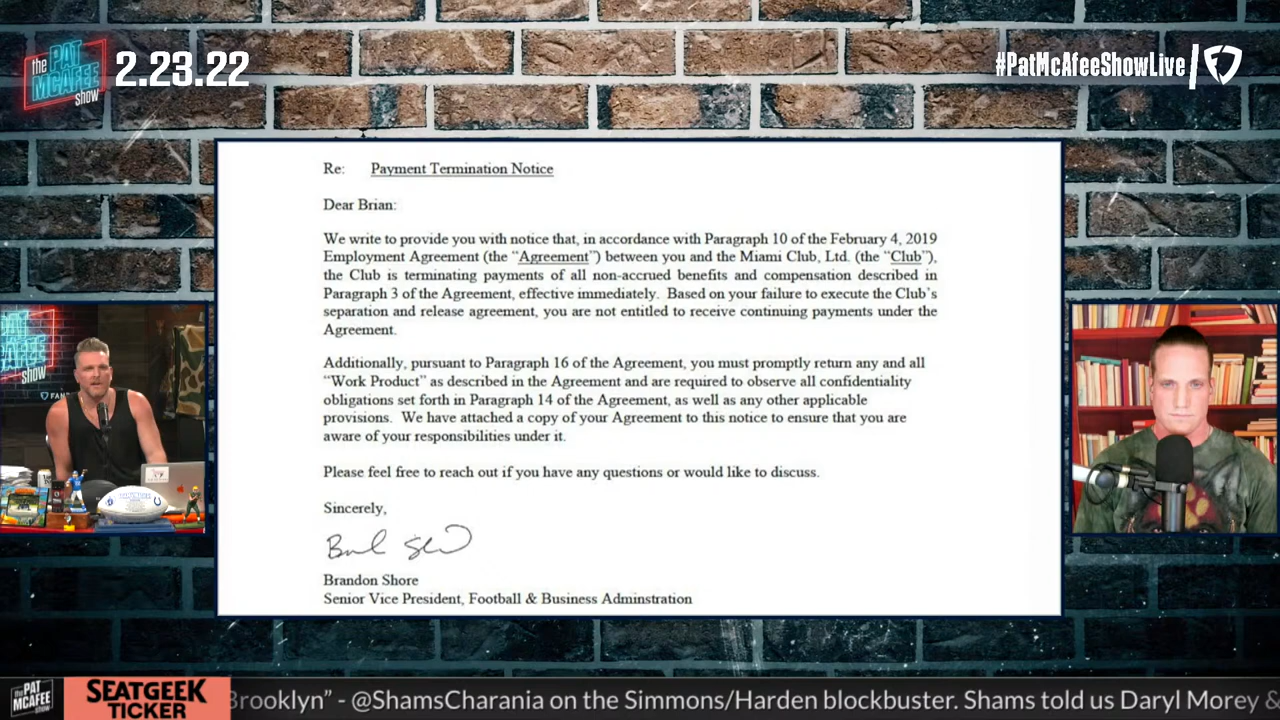 the PAT MCAFEE show
2.23.22
#PatMcAfeeShowLive
Re: Payment Termination Notice
Dear Brian:
We write to provide you with notice that, in accordance with Paragraph 10 of the February 4, 2019
Employment Agreement (the “Agreement”) between you and the Miami Club, Ltd. (the “Club”),
the Club is terminating payments of all non-accrued benefits and compensation described in
Paragraph 3 of the Agreement, effective immediately. Based on your failure to execute the Club’s
separation and release agreement, you are not entitled to receive continuing payments under the
Agreement.
Additionally, pursuant to Paragraph 16 of the Agreement, you must promptly return any and all
“Work Product” as described in the Agreement and are required to observe all confidentiality
obligations set forth in Paragraph 14 of the Agreement, as well as any other applicable
provisions. We have attached a copy of your Agreement to this notice to ensure that you are
aware of your responsibilities under it.
Please feel free to reach out if you have any questions or would like to discuss.
Sincerely,
Brandon Shore
Senior Vice President, Football & Business Adminstration
the PAT MCAFEE show
SEATGEEK
TICKER
Brooklyn” - @ShamsCharania on the Simmons/Harden blockbuster. Shams told us Daryl Morey &